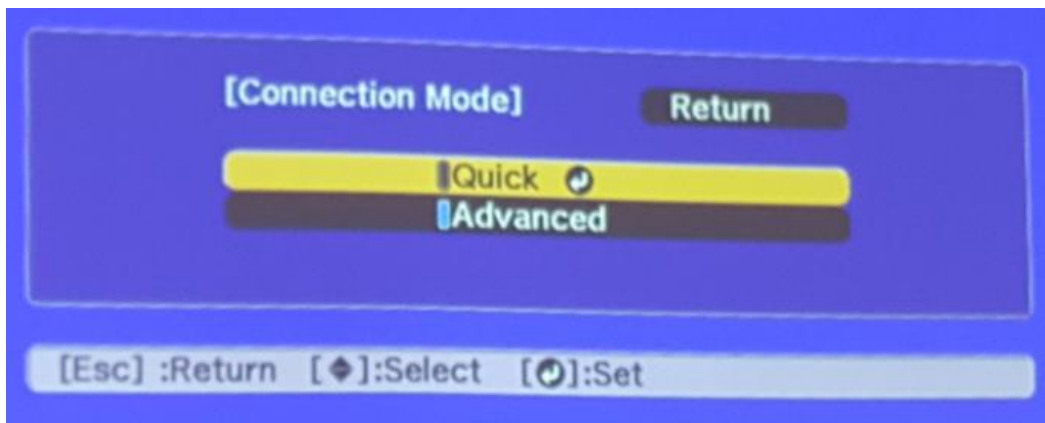 [Connection Mode] Return
Quick
Advanced
[Esc] :Return [◆]:Select [⏎]:Set